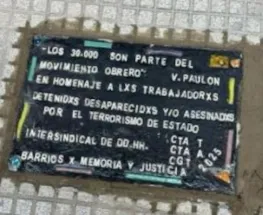 "LOS 30.000 SON PARTE DEL
MOVIMIENTO OBRERO" V. PAULON
EN HOMENAJE A LXS TRABAJADORXS
DETENIDXS DESAPARECIDXS Y/O ASESINADXS
POR EL TERRORISMO DE ESTADO
INTERSINDICAL DE DD.HH. CTA T
CTA A
CGT
BARRIOS X MEMORIA Y JUSTICIA 2023